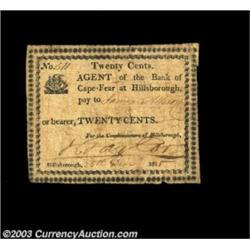 No.
Twenty Cents.
AGENT of the Bank of
Cape-Fear at Hillsborough,
pay to
or bearer, TWENTY CENTS.
For the Commissioners of Hillsborough,
Hillsborough, 181
©2003 CurrencyAuction.com